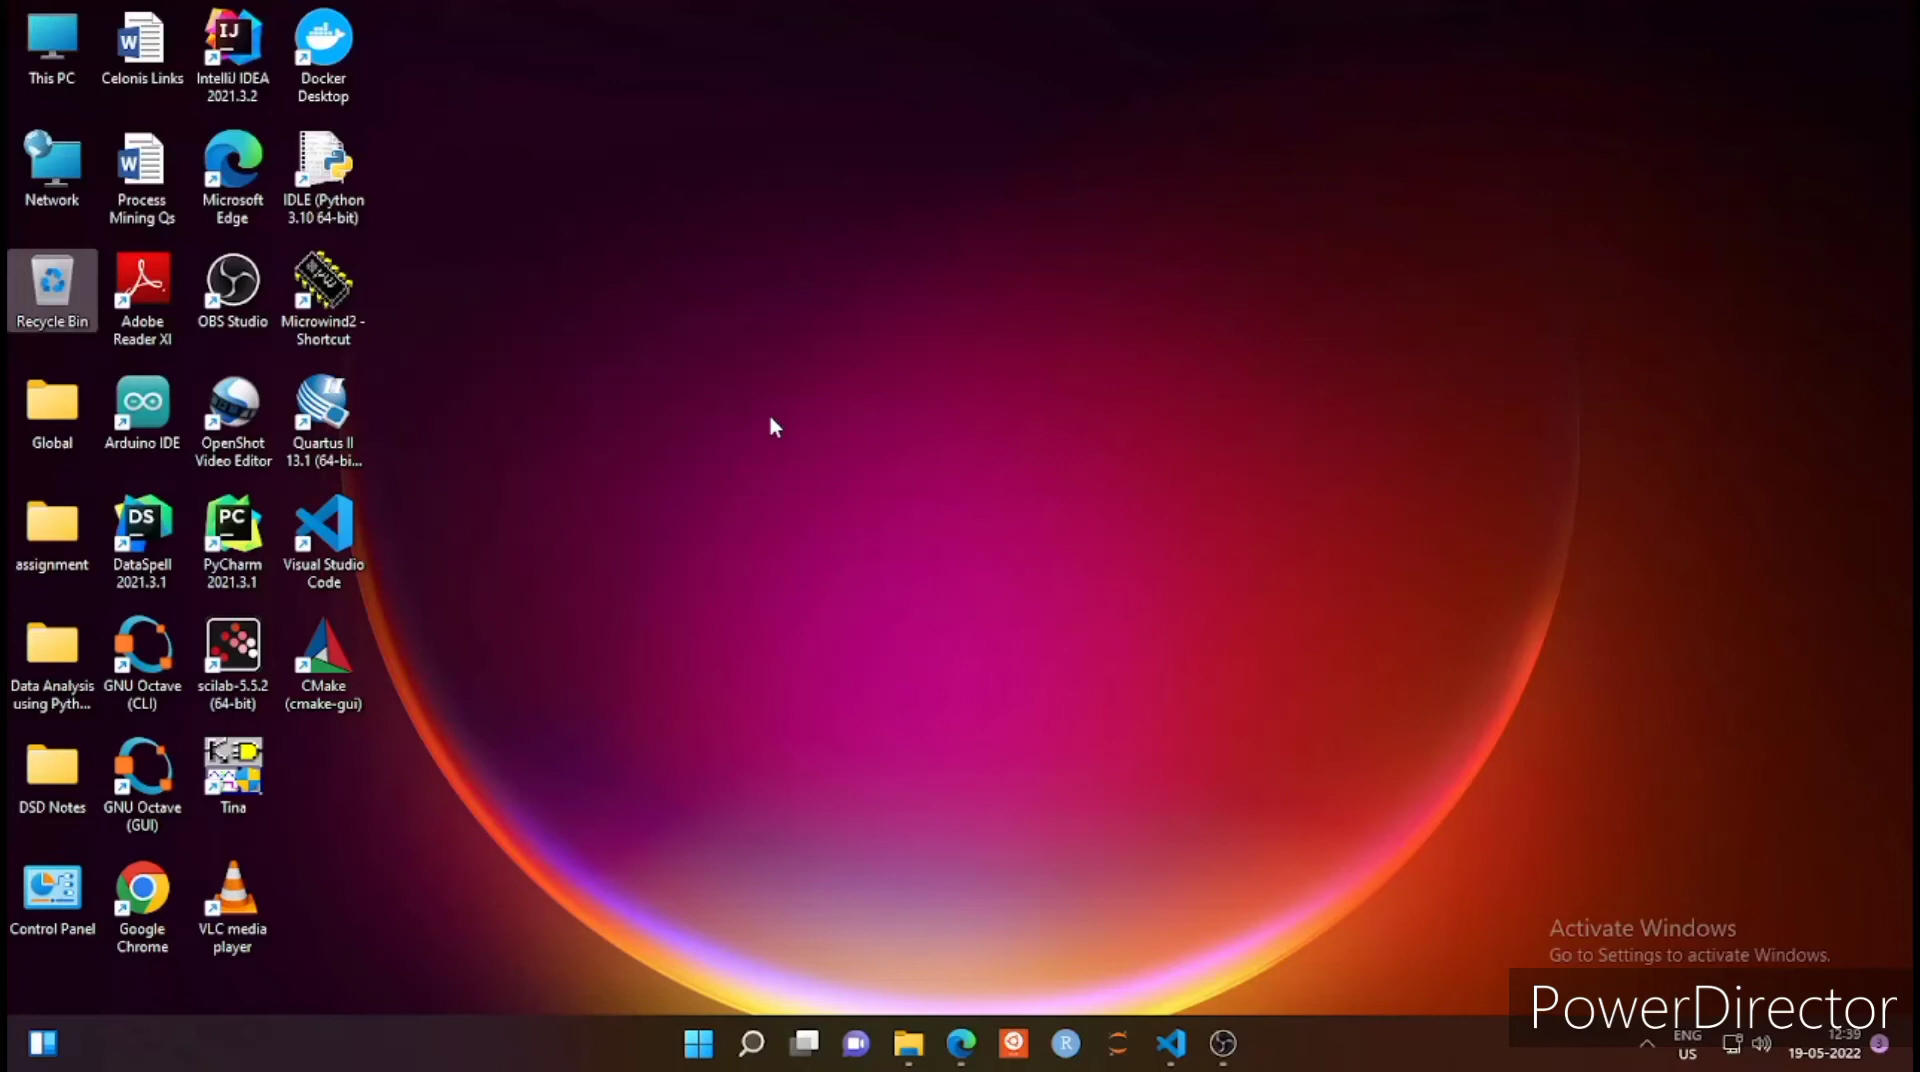 This PC
Celonis Links
IntelliJ IDEA
2021.3.2
Docker
Desktop
Network
Process
Mining Qs
Microsoft
Edge
IDLE (Python
3.10 64-bit)
Recycle Bin
Adobe
Reader XI
OBS Studio
Microwind2 -
Shortcut
Global
Arduino IDE
OpenShot
Video Editor
Quartus II
13.1 (64-bi...
assignment
DataSpell
2021.3.1
PyCharm
2021.3.1
Visual Studio
Code
Data Analysis
using Pyth...
GNU Octave
(CLI)
scilab-5.5.2
(64-bit)
CMake
(cmake-gui)
DSD Notes
GNU Octave
(GUI)
Tina
Control Panel
Google
Chrome
VLC media
player
Activate Windows
Go to Settings to activate Windows.
PowerDirector
ENG
US
12:39
19-05-2022
3